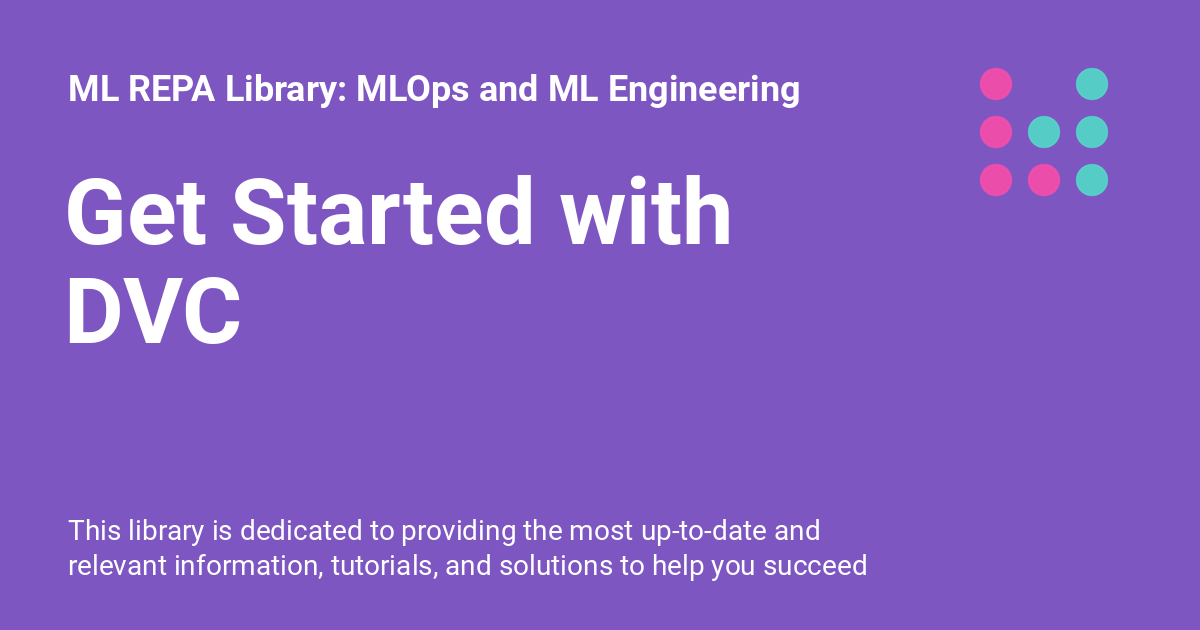 ML REPA Library: MLOps and ML Engineering
Get Started with
DVC
This library is dedicated to providing the most up-to-date and
relevant information, tutorials, and solutions to help you succeed